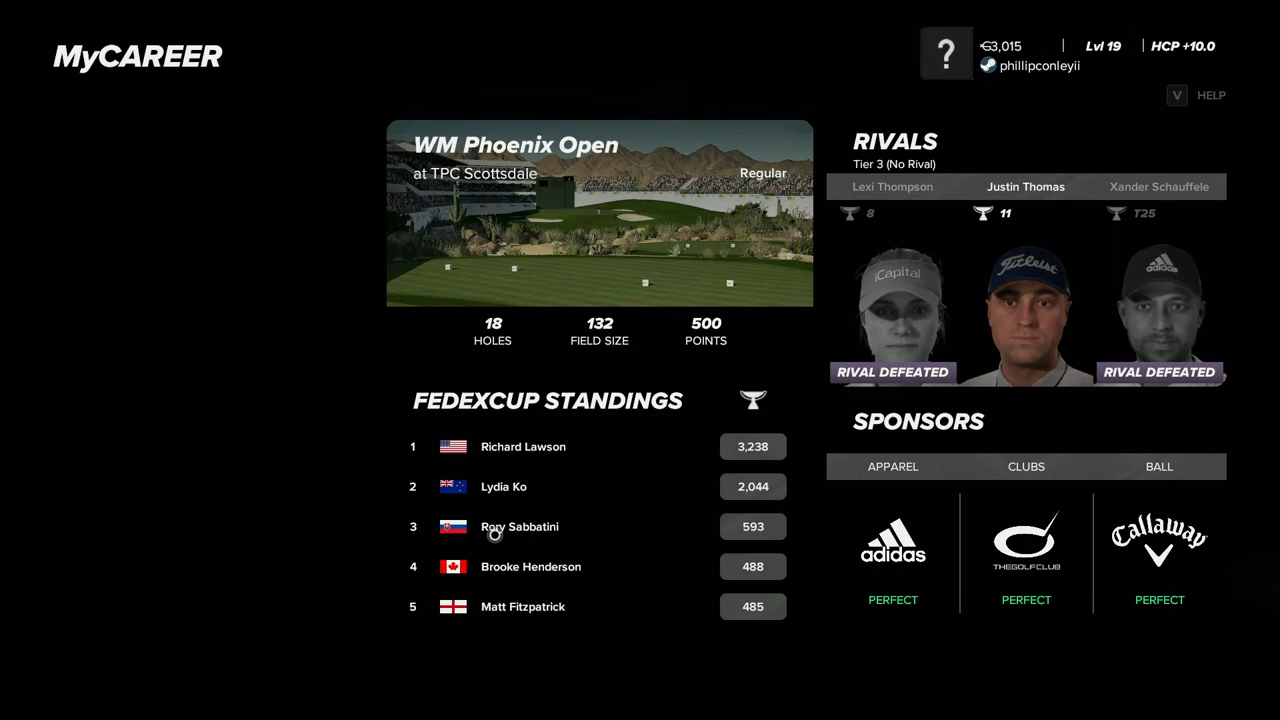 MyCAREER
?
3,015
Lvl 19
HCP +10.0
phillipconleyii
V HELP
WM Phoenix Open
at TPC Scottsdale
Regular
18
HOLES
132
FIELD SIZE
500
POINTS
FEDEXCUP STANDINGS
1 Richard Lawson 3,238
2 Lydia Ko 2,044
3 Rory Sabbatini 593
4 Brooke Henderson 488
5 Matt Fitzpatrick 485
RIVALS
Tier 3 (No Rival)
Lexi Thompson Justin Thomas Xander Schauffele
8 11 T25
iCapital
Titleist
adidas
RIVAL DEFEATED
RIVAL DEFEATED
SPONSORS
APPAREL CLUBS BALL
adidas
THEGOLFCLUB
Callaway
PERFECT PERFECT PERFECT